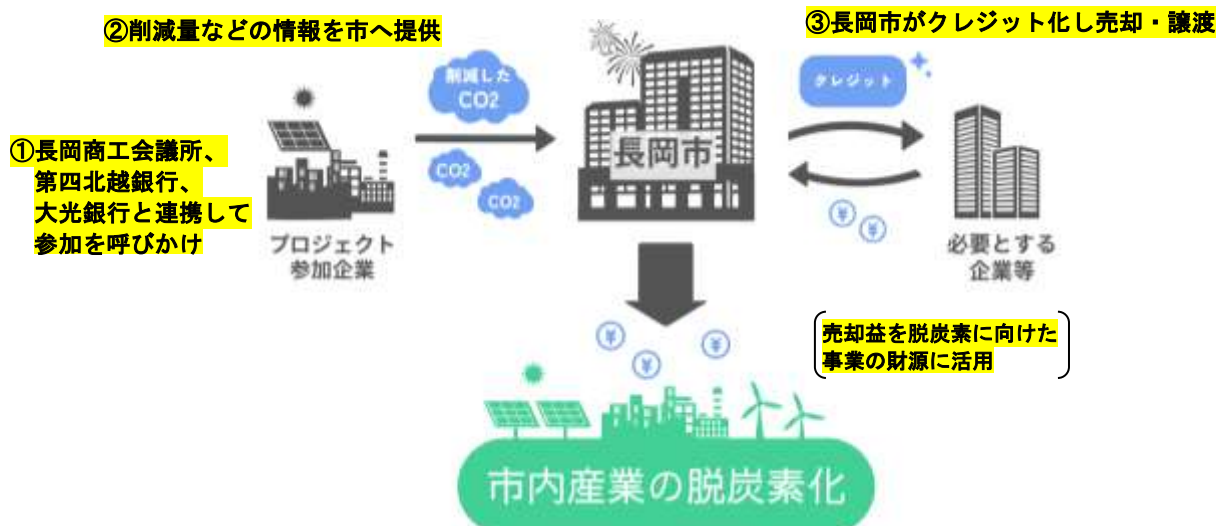 ②削減量などの情報を市へ提供
③長岡市がクレジット化し売却・譲渡
①長岡商工会議所、
第四北越銀行、
大光銀行と連携して
参加を呼びかけ
プロジェクト
参加企業
削減した
CO2
CO2
CO2
長岡市
クレジット
¥
¥
必要とする
企業等
売却益を脱炭素に向けた
事業の財源に活用
¥
¥
¥
市内産業の脱炭素化